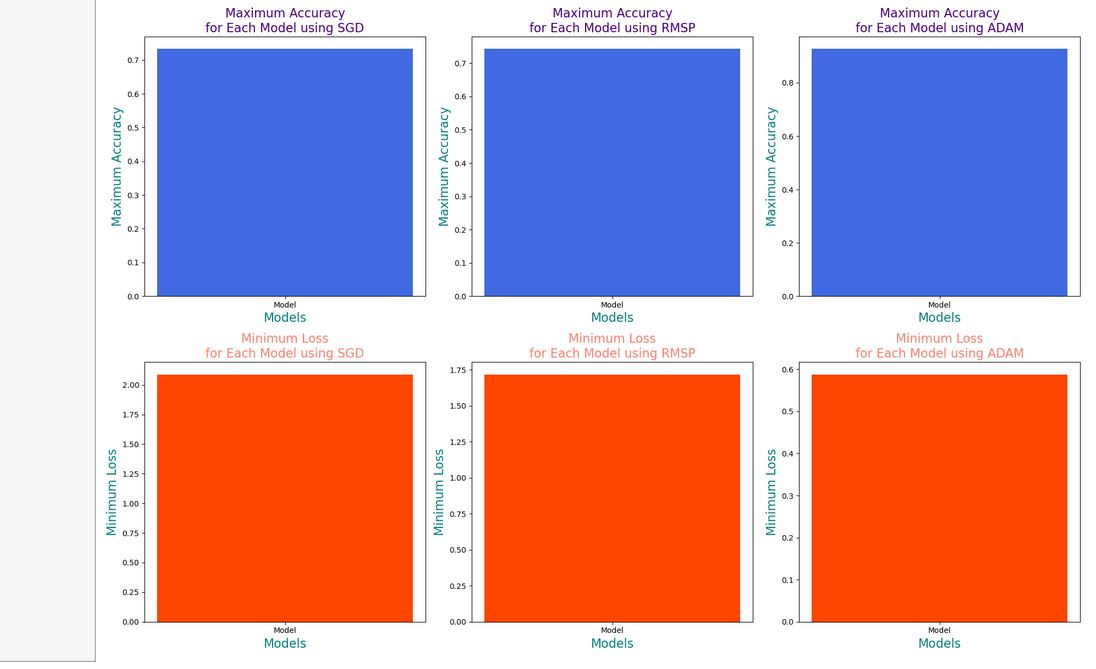 Maximum Accuracy
for Each Model using SGD
Maximum Accuracy
0.7
0.6
0.5
0.4
0.3
0.2
0.1
0.0
Model
Models
Maximum Accuracy
for Each Model using RMSP
Maximum Accuracy
0.7
0.6
0.5
0.4
0.3
0.2
0.1
0.0
Model
Models
Maximum Accuracy
for Each Model using ADAM
Maximum Accuracy
0.8
0.6
0.4
0.2
0.0
Model
Models
Minimum Loss
for Each Model using SGD
Minimum Loss
2.00
1.75
1.50
1.25
1.00
0.75
0.50
0.25
0.00
Model
Models
Minimum Loss
for Each Model using RMSP
Minimum Loss
1.75
1.50
1.25
1.00
0.75
0.50
0.25
0.00
Model
Models
Minimum Loss
for Each Model using ADAM
Minimum Loss
0.6
0.5
0.4
0.3
0.2
0.1
0.0
Model
Models